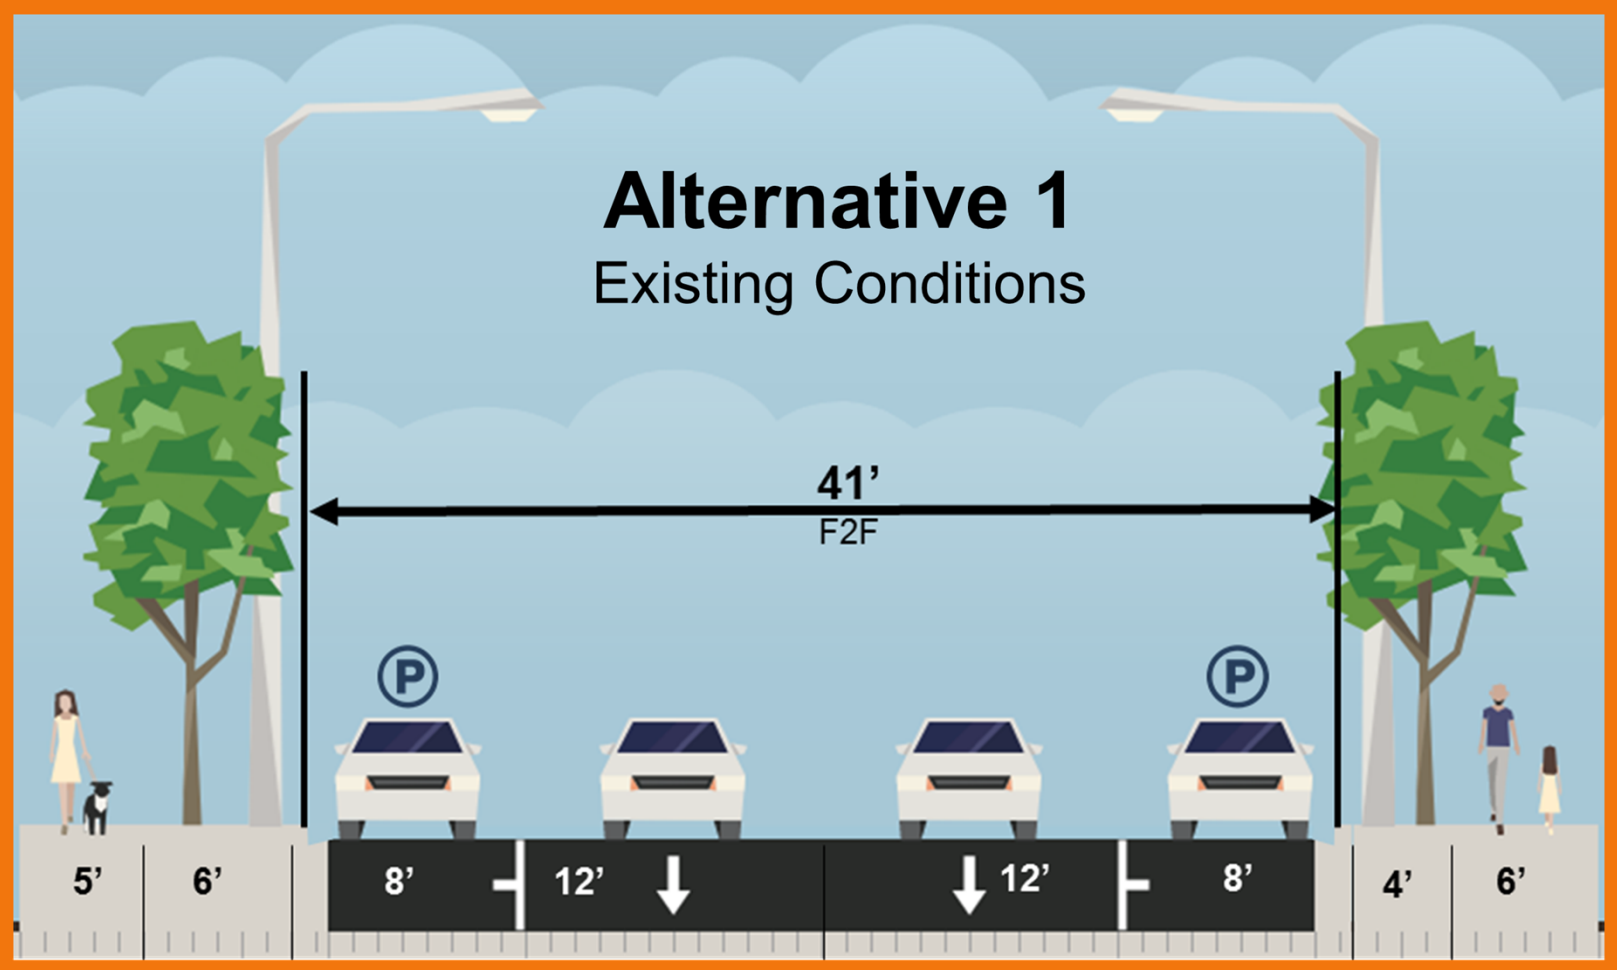 Alternative 1
Existing Conditions
41’
F2F
P
P
5’ 6’ 8’ 12’ 12’ 8’ 4’ 6’